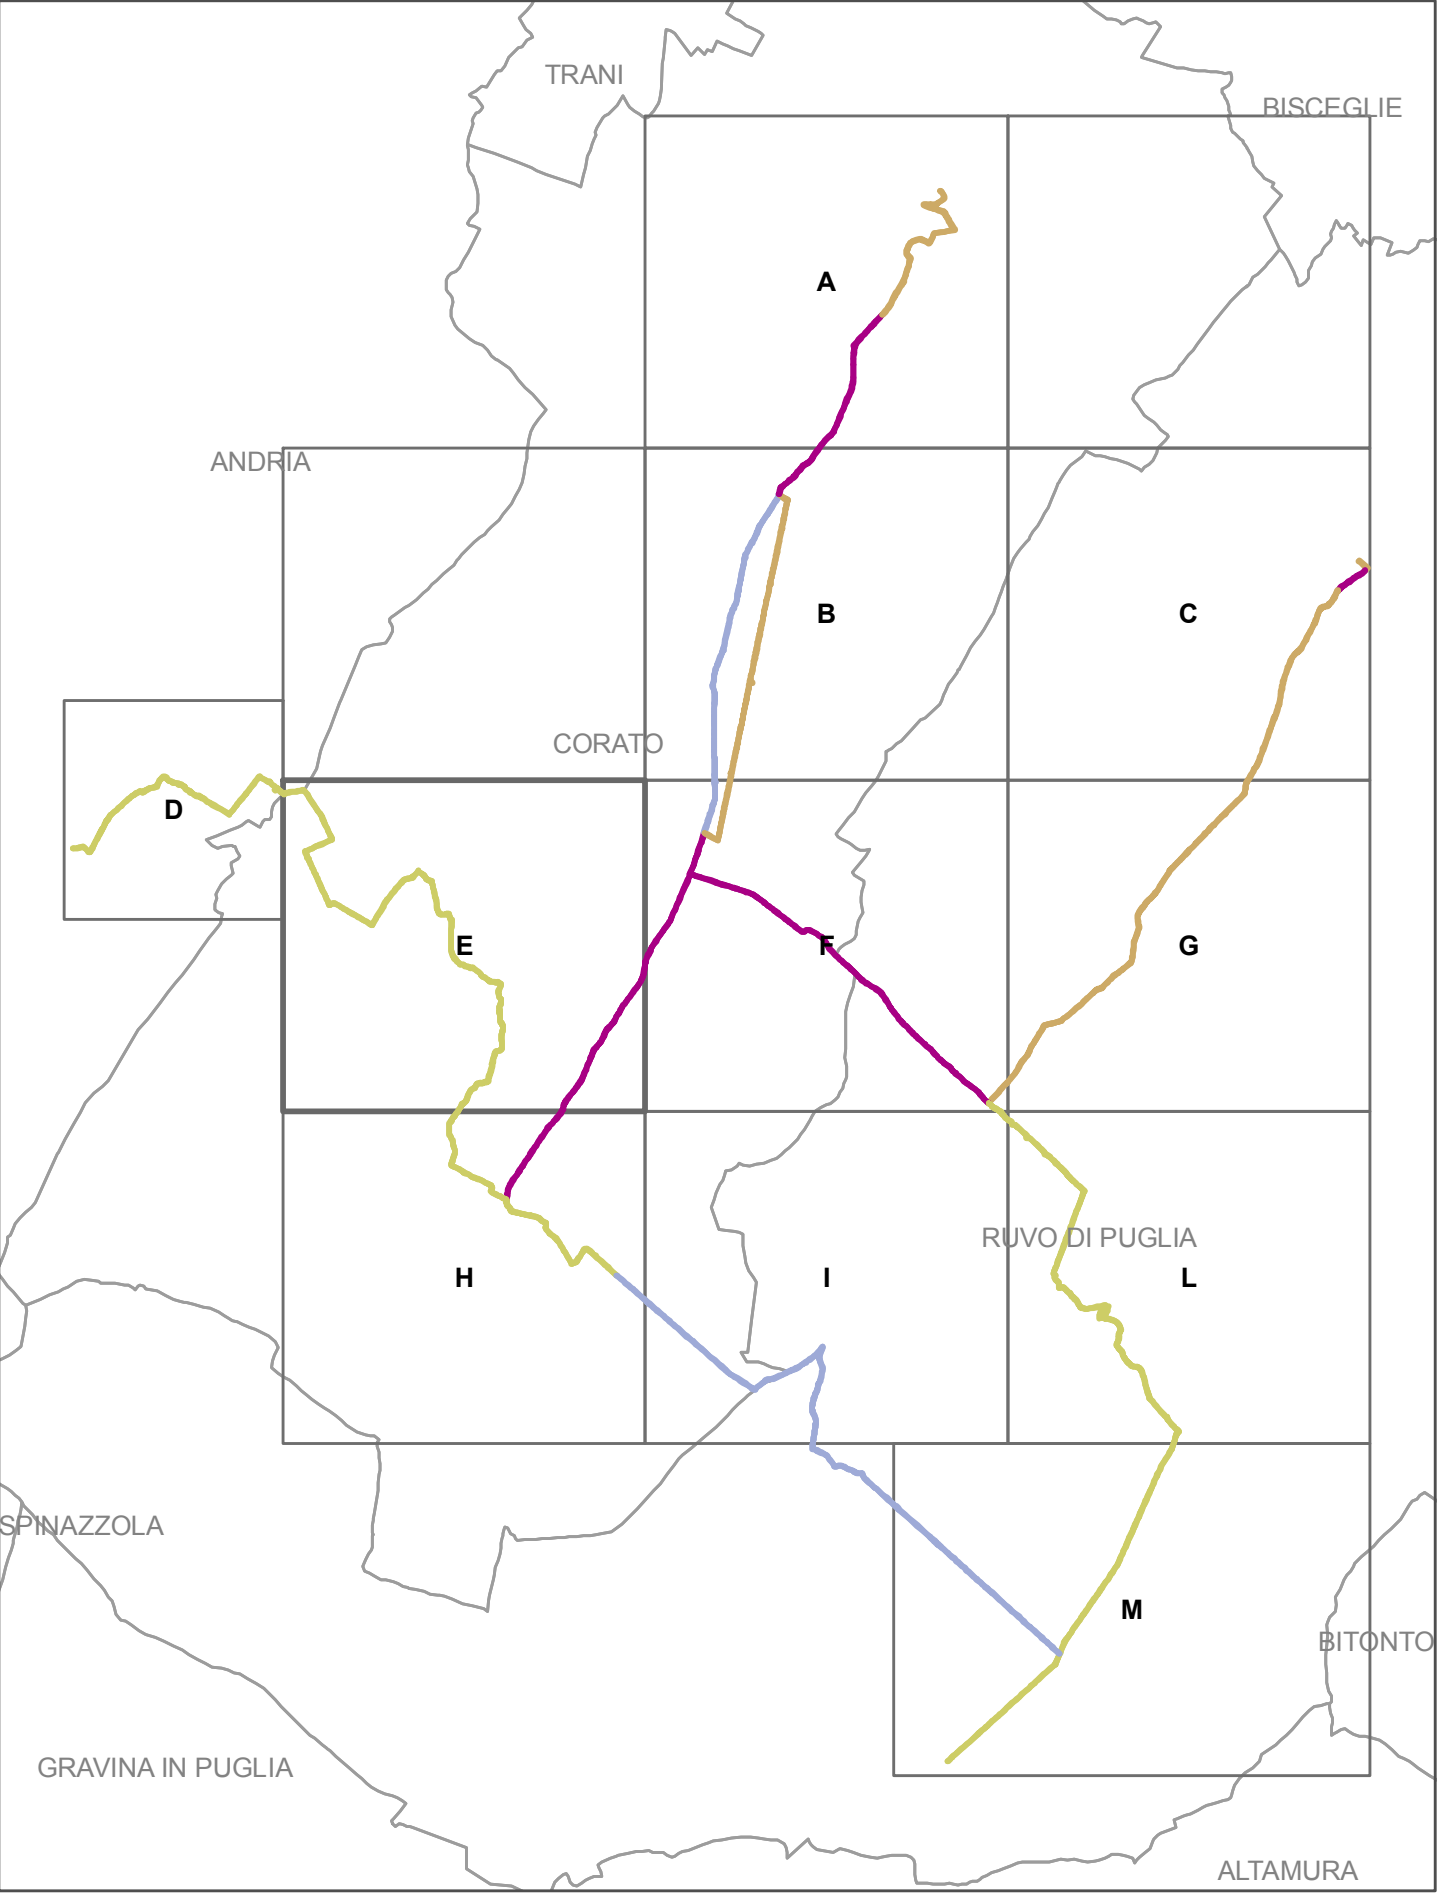 TRANI
BISCEGLIE
A
ANDRIA
B
C
CORATO
D
E
F
G
RUVO DI PUGLIA
H
I
L
SPINAZZOLA
M
BITONTO
GRAVINA IN PUGLIA
ALTAMURA